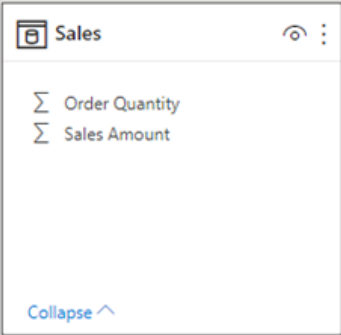 Sales
Σ Order Quantity
Σ Sales Amount
Collapse